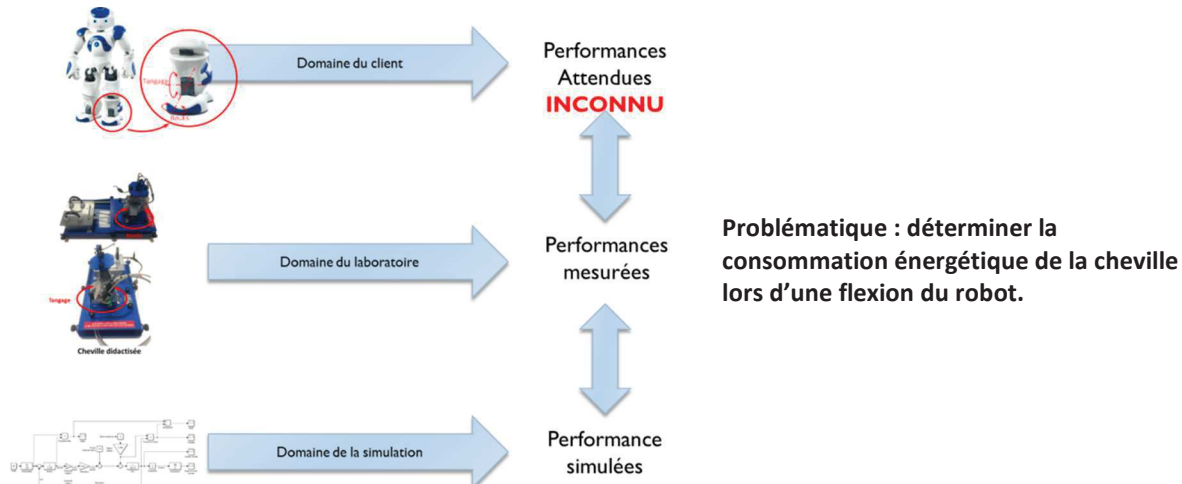 Domaine du client
Performances
Attendues
INCONNU
Tangage
Problématique : déterminer la
consommation énergétique de la cheville
lors d’une flexion du robot.
Domaine du laboratoire
Performances
mesurées
Tangage
Cheville didactisée
Domaine de la simulation
Performance
simulées